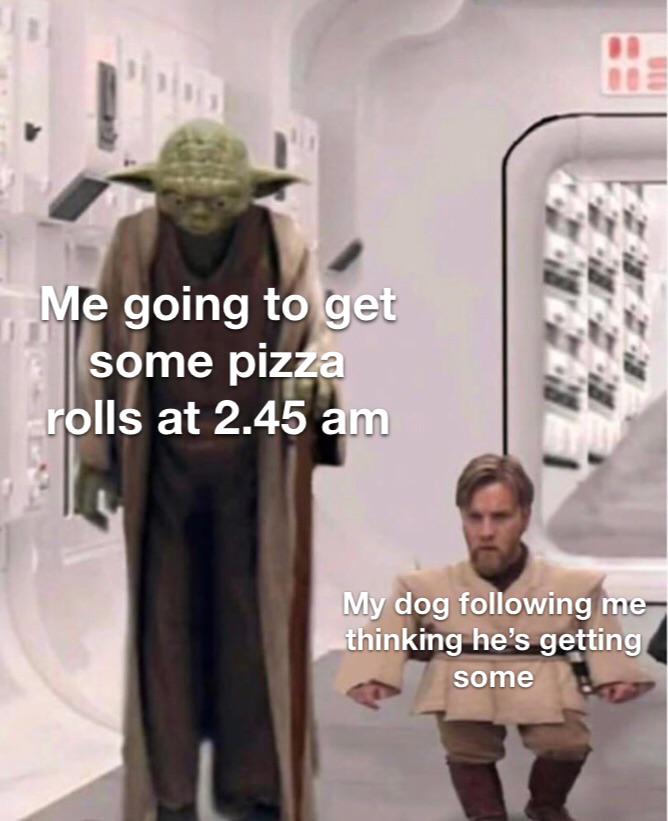 Me going to get
some pizza
rolls at 2.45 am
My dog following me
thinking he’s getting
some